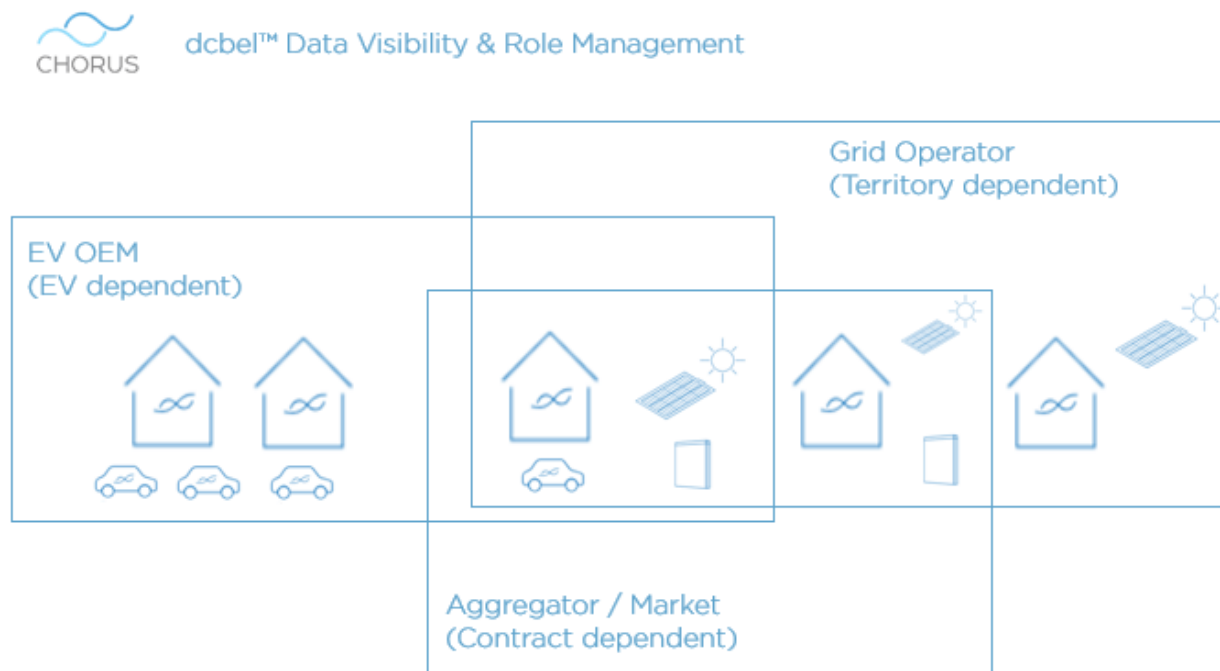 CHORUS
dcbel™ Data Visibility & Role Management
Grid Operator
(Territory dependent)
EV OEM
(EV dependent)
Aggregator / Market
(Contract dependent)